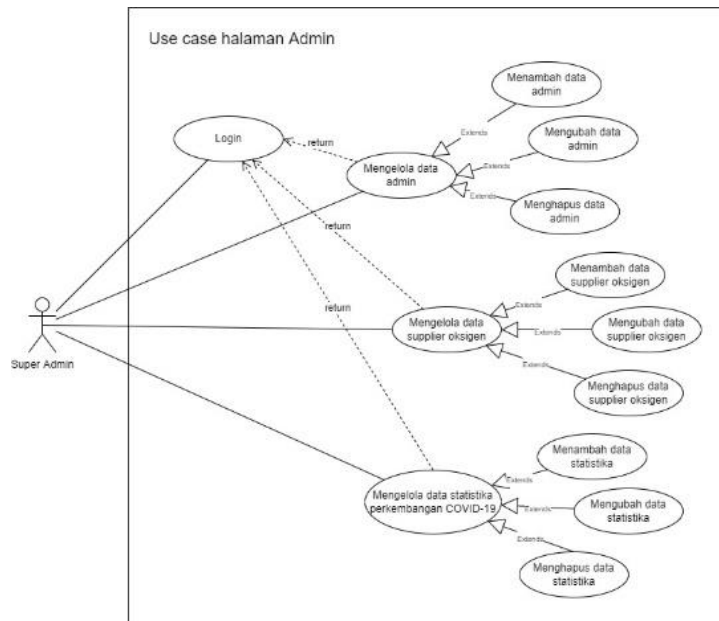 Use case halaman Admin
Menambah data
admin
Extends
Login
return
Mengubah data
admin
Extends
Mengelola data
admin
Extends
Menghapus data
admin
return
Menambah data
supplier oksigen
Extends
return
Mengelola data
supplier oksigen
Extends
Mengubah data
supplier oksigen
Super Admin
Extends
Menghapus data
supplier oksigen
Menambah data
statistika
Extends
Mengelola data statistika
perkembangan COVID-19
Extends
Mengubah data
statistika
Extends
Menghapus data
statistika